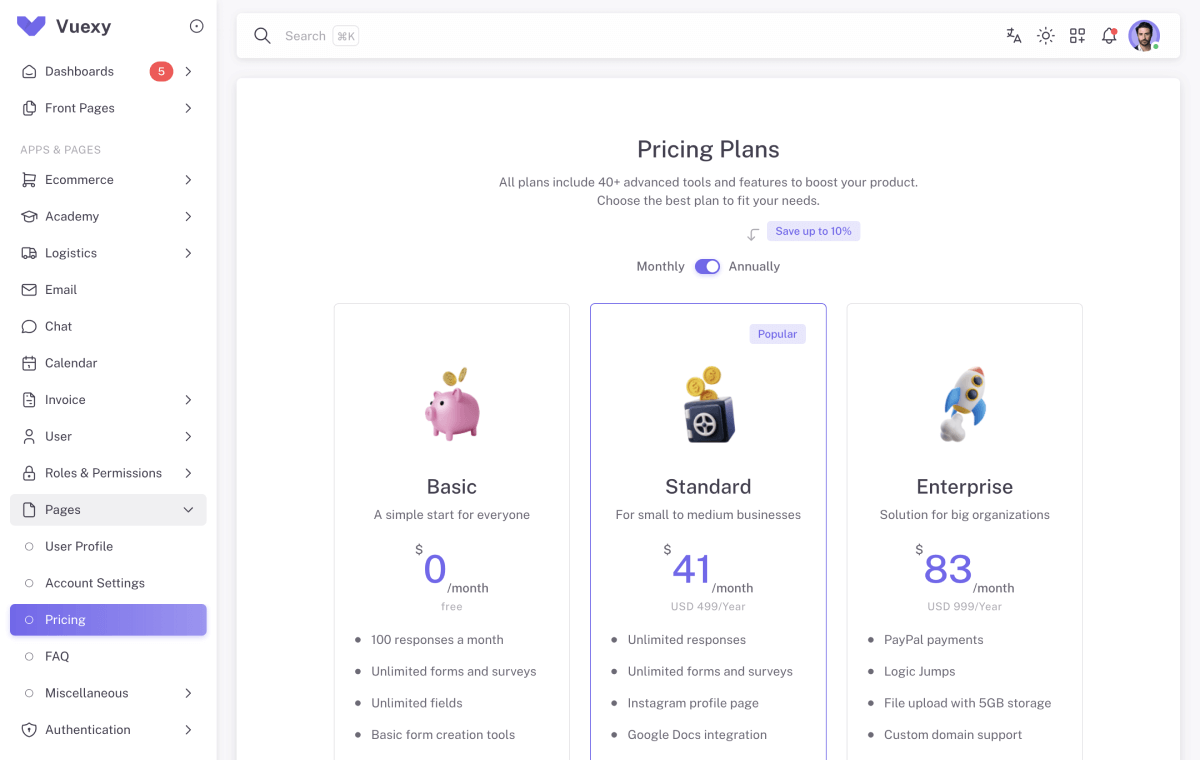 Vuexy
Dashboards
5
Front Pages
APPS & PAGES
Ecommerce
Academy
Logistics
Email
Chat
Calendar
Invoice
User
Roles & Permissions
Pages
User Profile
Account Settings
Pricing
FAQ
Miscellaneous
Authentication
Search ⌘K
Pricing Plans
All plans include 40+ advanced tools and features to boost your product.
Choose the best plan to fit your needs.
Save up to 10%
Monthly Annually
Basic
A simple start for everyone
$0/month
free
100 responses a month
Unlimited forms and surveys
Unlimited fields
Basic form creation tools
Popular
Standard
For small to medium businesses
$41/month
USD 499/Year
Unlimited responses
Unlimited forms and surveys
Instagram profile page
Google Docs integration
Enterprise
Solution for big organizations
$83/month
USD 999/Year
PayPal payments
Logic Jumps
File upload with 5GB storage
Custom domain support